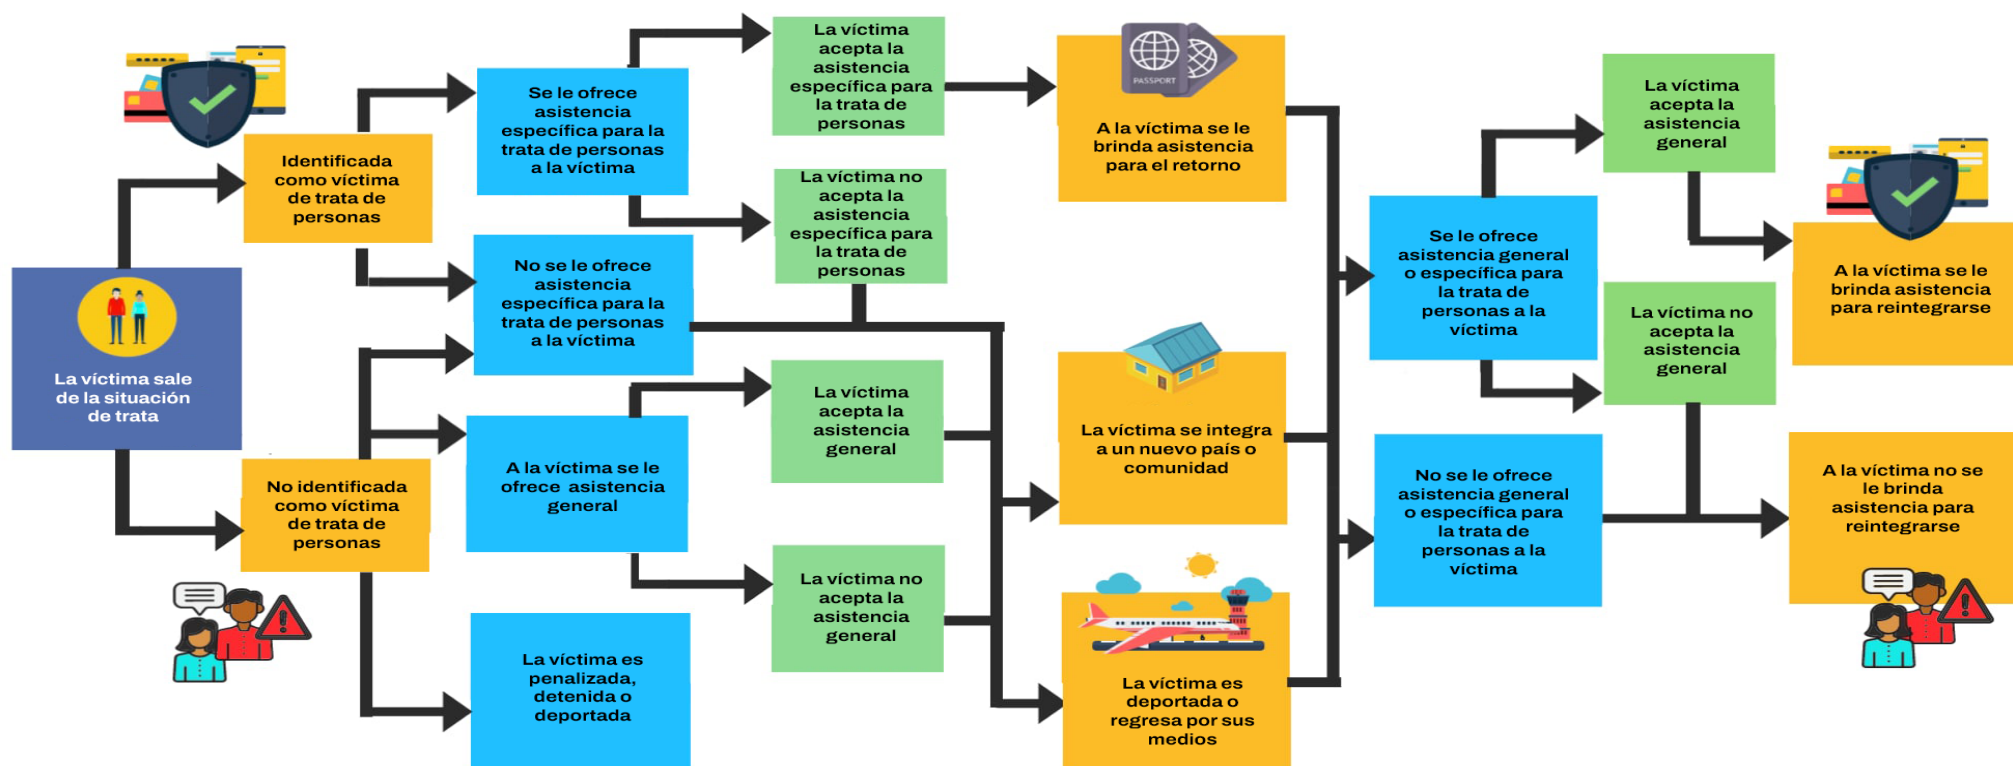 La víctima sale
de la situación
de trata
Identificada
como víctima
de trata de
personas
No identificada
como víctima
de trata de
personas
Se le ofrece
asistencia
específica para la
trata de personas
a la víctima
No se le ofrece
asistencia
específica para la
trata de personas
a la víctima
A la víctima se le
ofrece asistencia
general
La víctima es
penalizada,
detenida o
deportada
La víctima
acepta la
asistencia
específica para
la trata de
personas
La víctima no
acepta la
asistencia
específica para
la trata de
personas
La víctima
acepta la
asistencia
general
La víctima no
acepta la
asistencia
general
PASSPORT
A la víctima se le
brinda asistencia
para el retorno
La víctima se integra
a un nuevo país o
comunidad
La víctima es
deportada o
regresa por sus
medios
Se le ofrece
asistencia general
o específica para
la trata de
personas a la
víctima
No se le ofrece
asistencia general
o específica para
la trata de
personas a la
víctima
La víctima
acepta la
asistencia
general
La víctima no
acepta la
asistencia
general
A la víctima se le
brinda asistencia
para reintegrarse
A la víctima no se
le brinda
asistencia para
reintegrarse